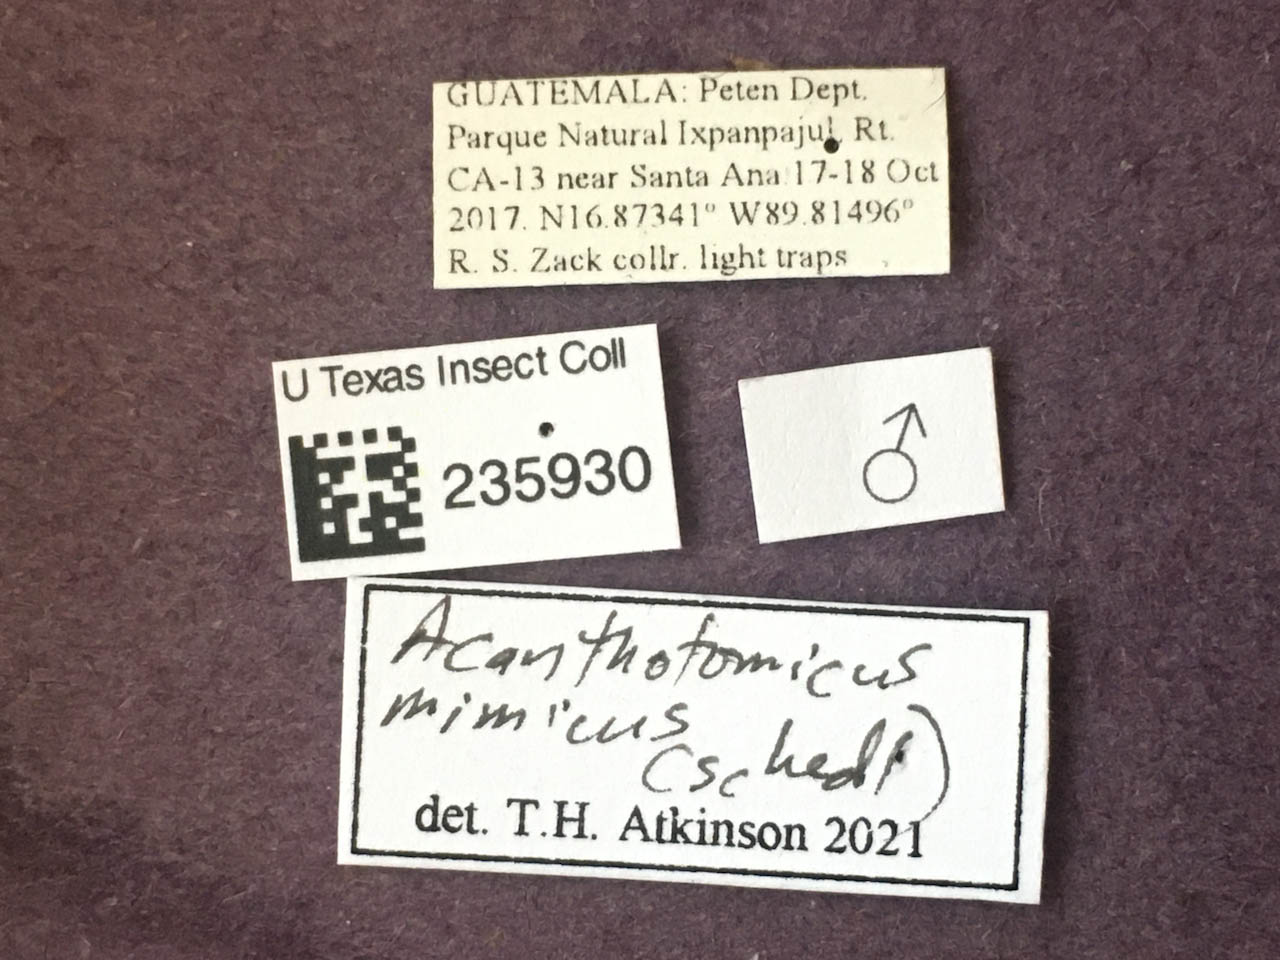 GUATEMALA: Peten Dept.
Parque Natural Ixpanpajul, Rt.
CA-13 near Santa Ana 17-18 Oct
2017. N16.87341° W89.81496°
R. S. Zack collr. light traps
U Texas Insect Coll
235930
♂
Acanthotomicus
mimicus
(Schedl)
det. T.H. Atkinson 2021